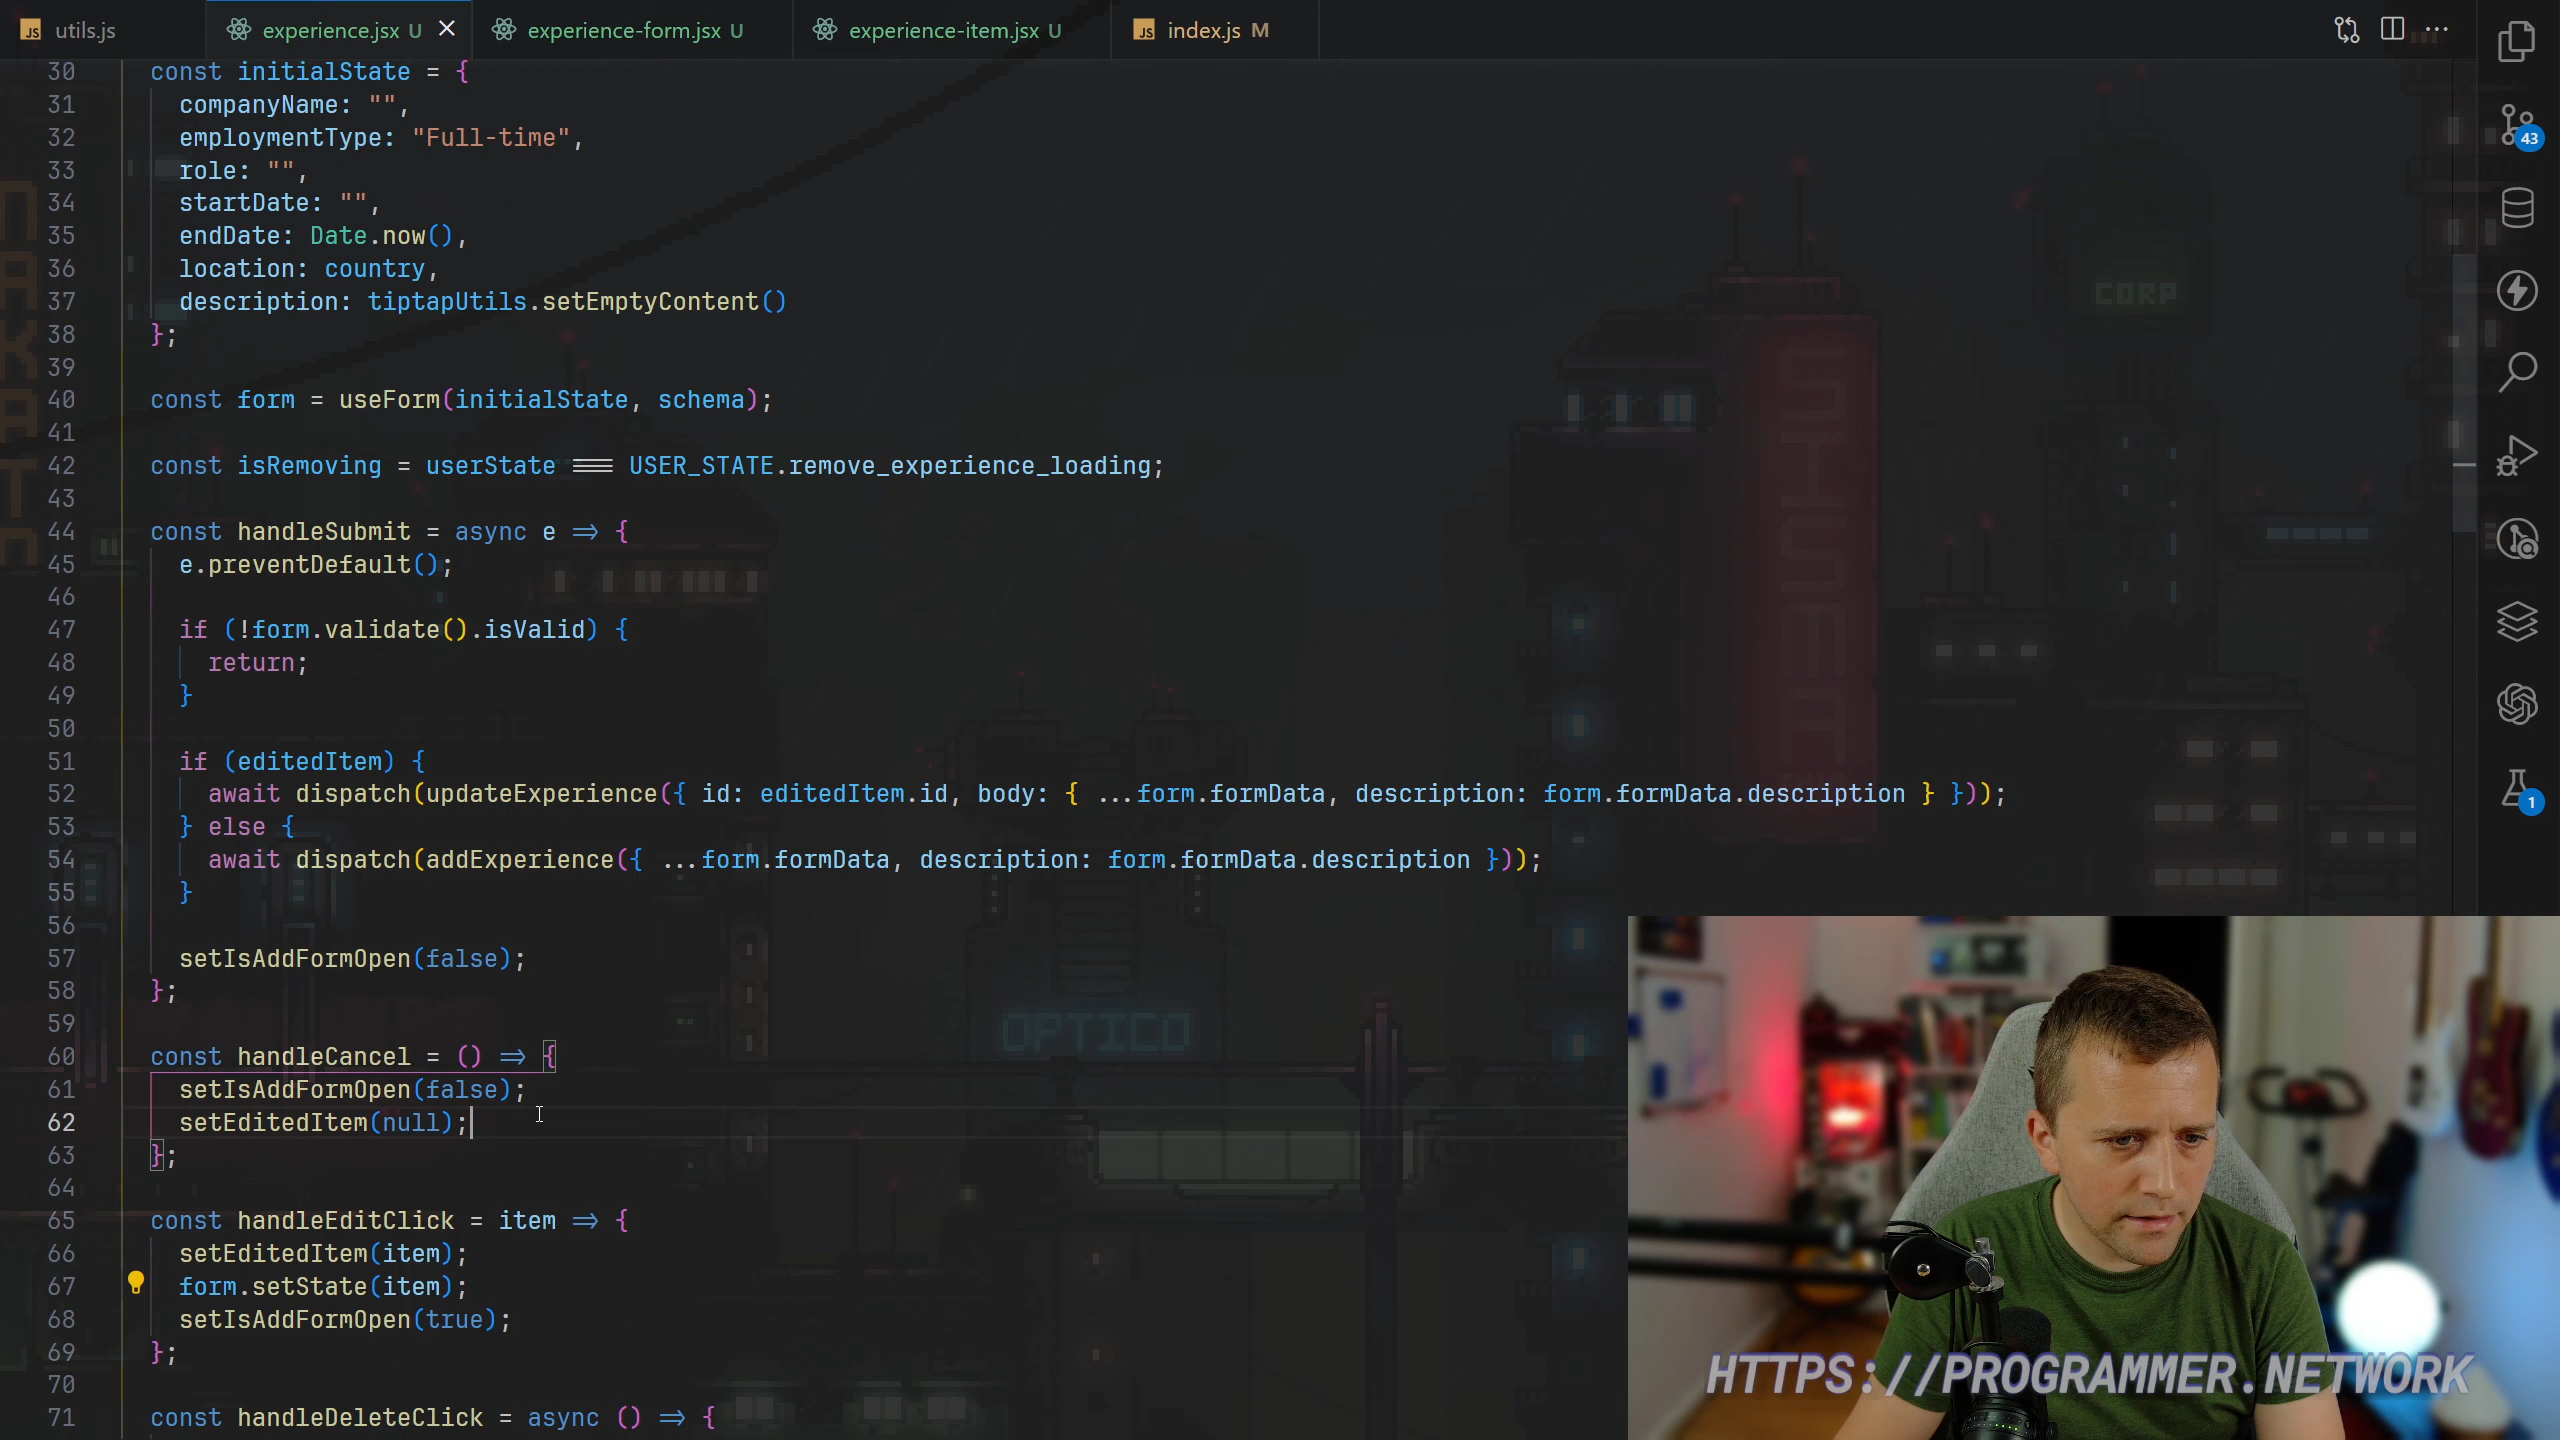 utils.js
experience.jsx U
experience-form.jsx U
experience-item.jsx U
index.js M
30 const initialState = {
31 companyName: "",
32 employmentType: "Full-time",
33 role: "",
34 startDate: "",
35 endDate: Date.now(),
36 location: country,
37 description: tiptapUtils.setEmptyContent()
38 };
39
40 const form = useForm(initialState, schema);
41
42 const isRemoving = userState === USER_STATE.remove_experience_loading;
43
44 const handleSubmit = async e => {
45 e.preventDefault();
46
47 if (!form.validate().isValid) {
48 return;
49 }
50
51 if (editedItem) {
52 await dispatch(updateExperience({ id: editedItem.id, body: { ...form.formData, description: form.formData.description } }));
53 } else {
54 await dispatch(addExperience({ ...form.formData, description: form.formData.description }));
55 }
56
57 setIsAddFormOpen(false);
58 };
59
60 const handleCancel = () => {
61 setIsAddFormOpen(false);
62 setEditedItem(null);
63 };
64
65 const handleEditClick = item => {
66 setEditedItem(item);
67 form.setState(item);
68 setIsAddFormOpen(true);
69 };
70
71 const handleDeleteClick = async () => {
43
1
CORP
OPTICO
HTTPS://PROGRAMMER.NETWORK